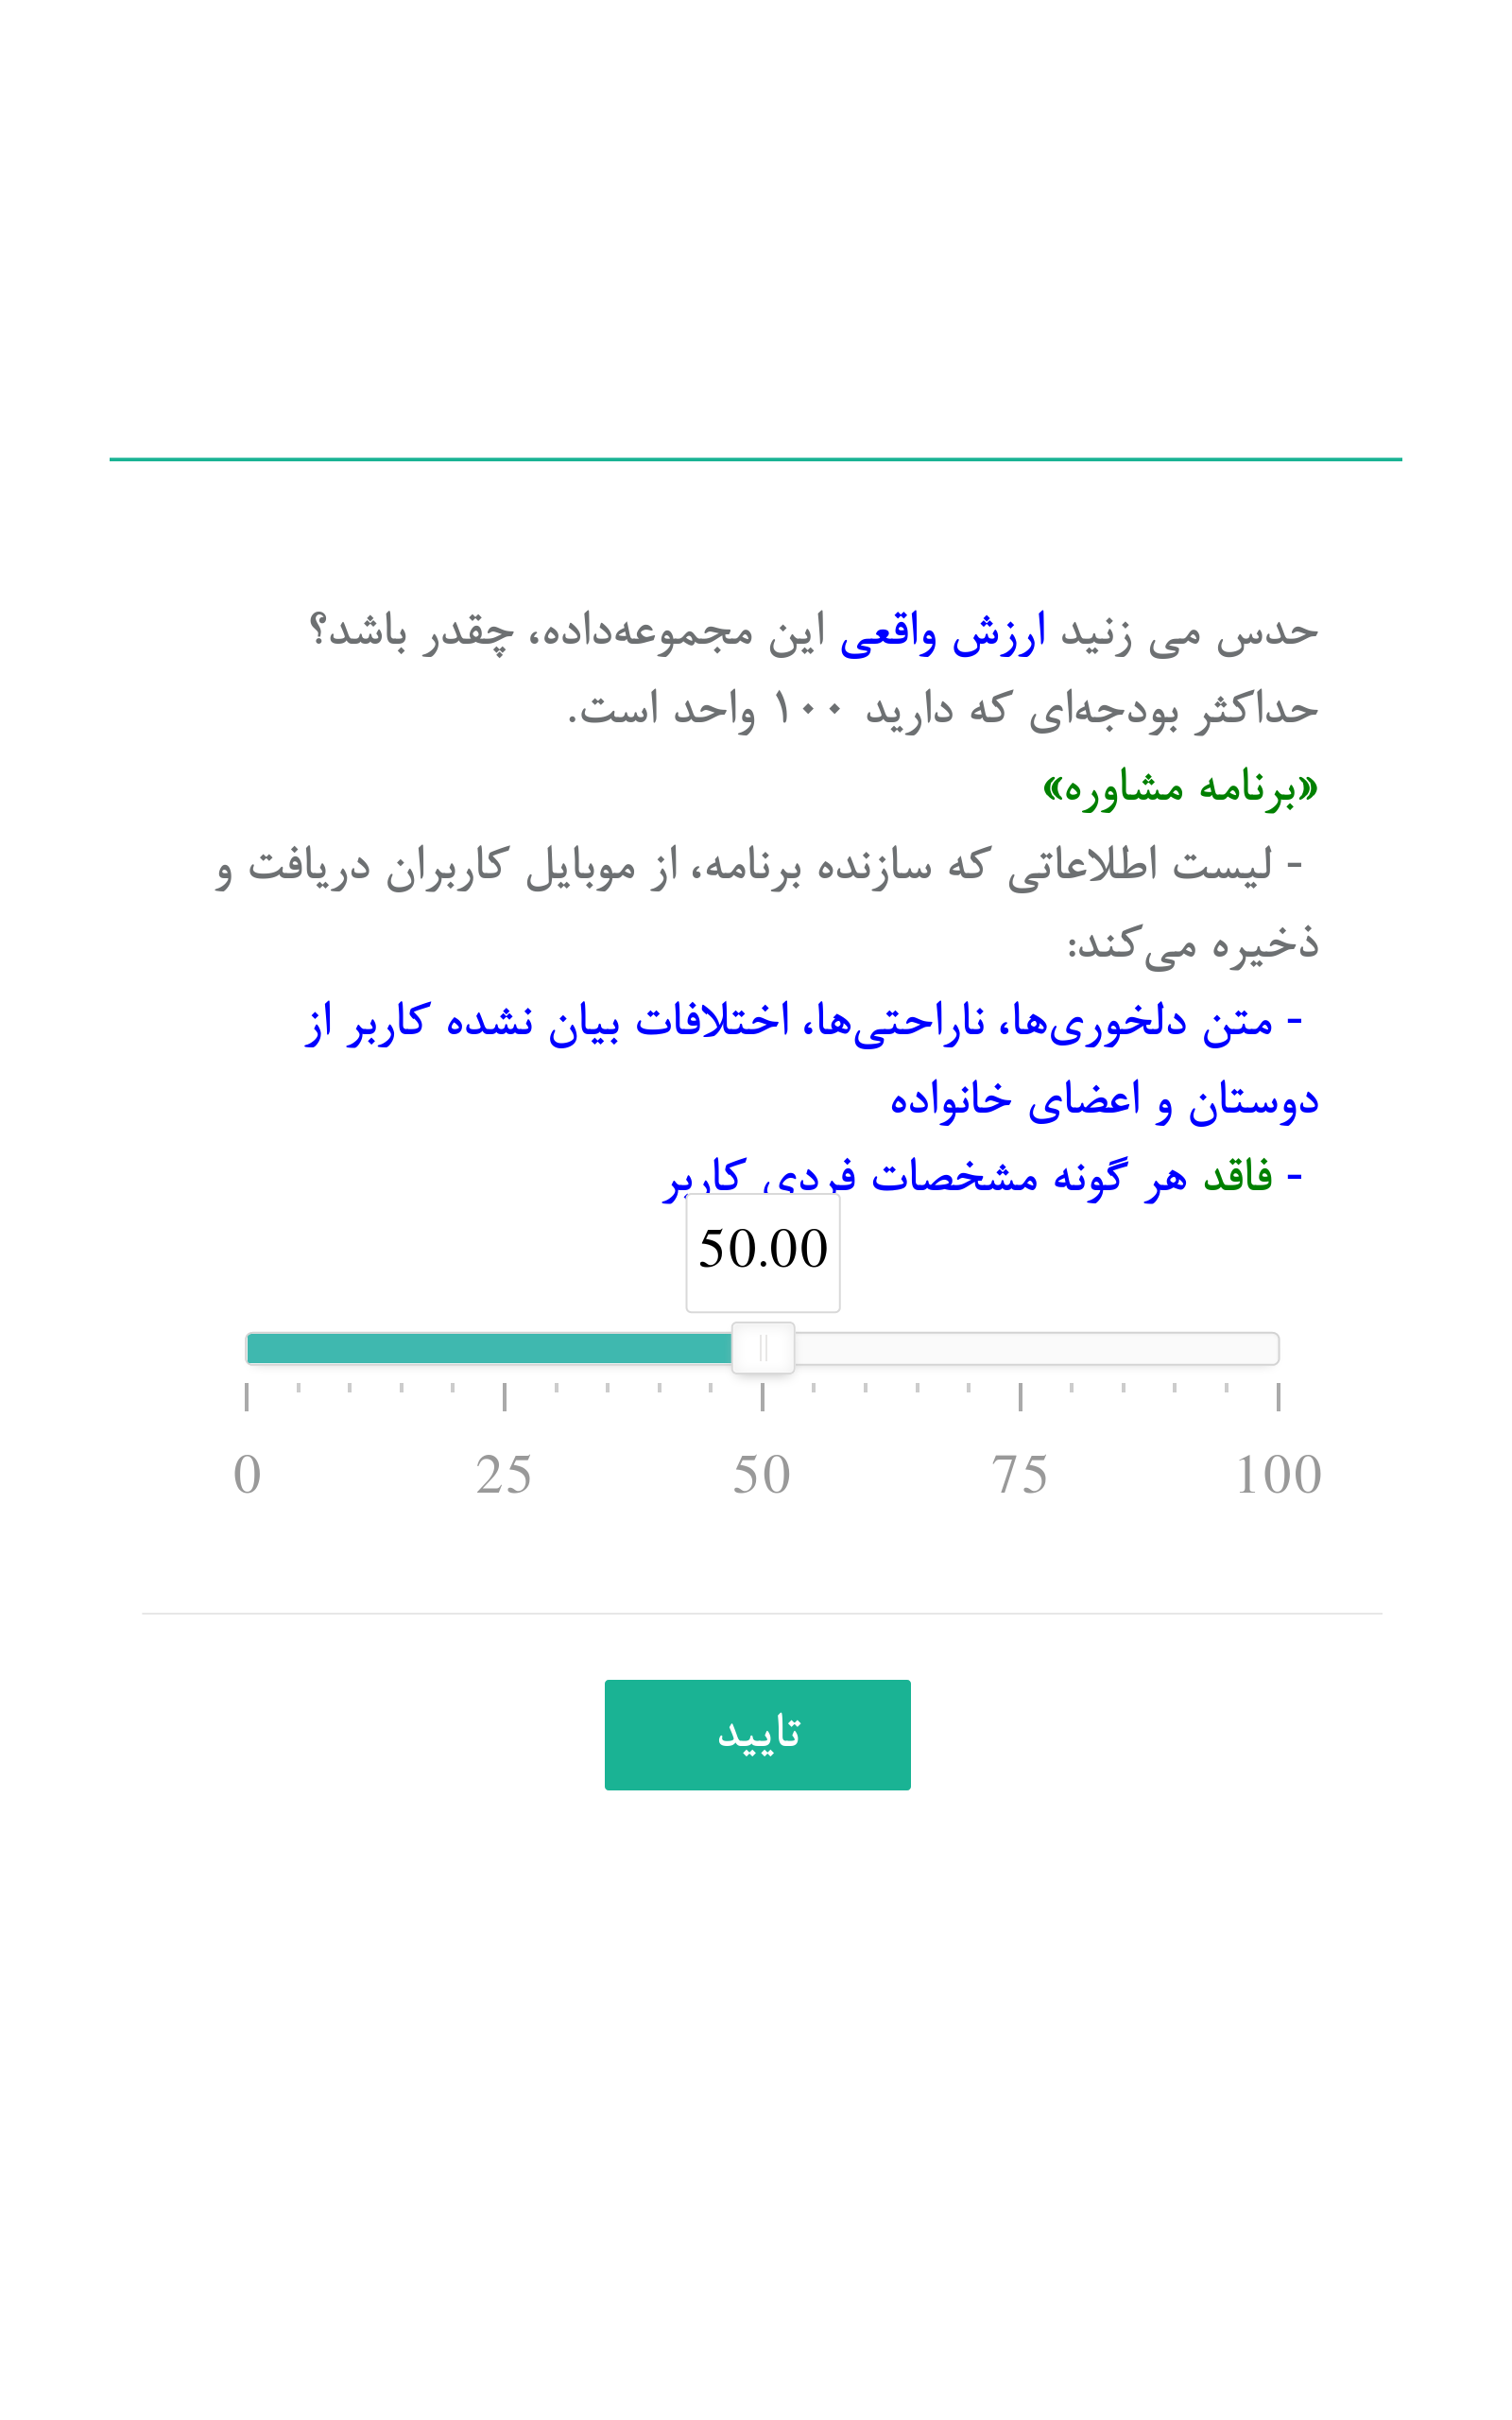 حدس می زنید ارزش واقعی این مجموعه‌داده، چقدر باشد؟
حداکثر بودجه‌ای که دارید ۱۰۰ واحد است.
«برنامه مشاوره»
- لیست اطلاعاتی که سازنده برنامه، از موبایل کاربران دریافت و
ذخیره می‌کند:
- متن دلخوری‌ها، ناراحتی‌ها، اختلافات بیان نشده کاربر از
دوستان و اعضای خانواده
- فاقد هر گونه مشخصات فردی کاربر
50.00
0 25 50 75 100
تایید